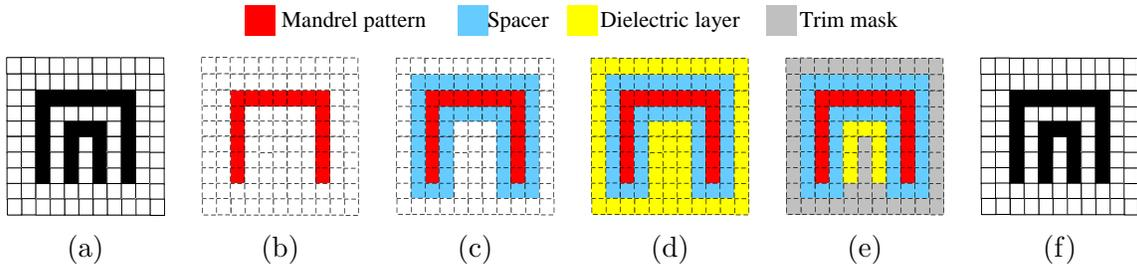 Mandrel pattern Spacer Dielectric layer Trim mask
(a) (b) (c) (d) (e) (f)